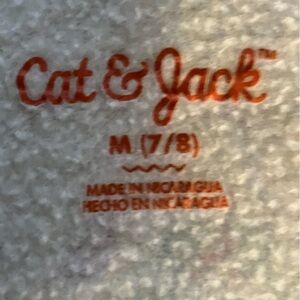 Cat & Jack™
M (7/8)
MADE IN NICARAGUA
HECHO EN NICARAGUA